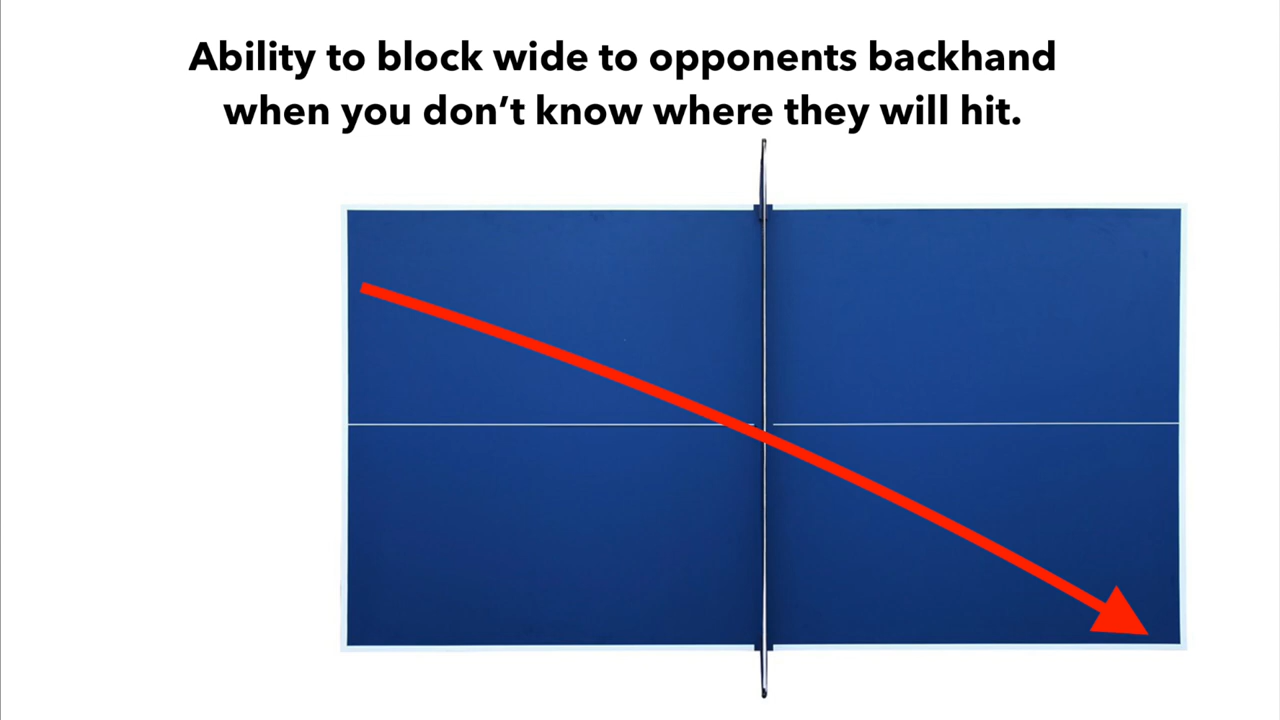 Ability to block wide to opponents backhand
when you don’t know where they will hit.